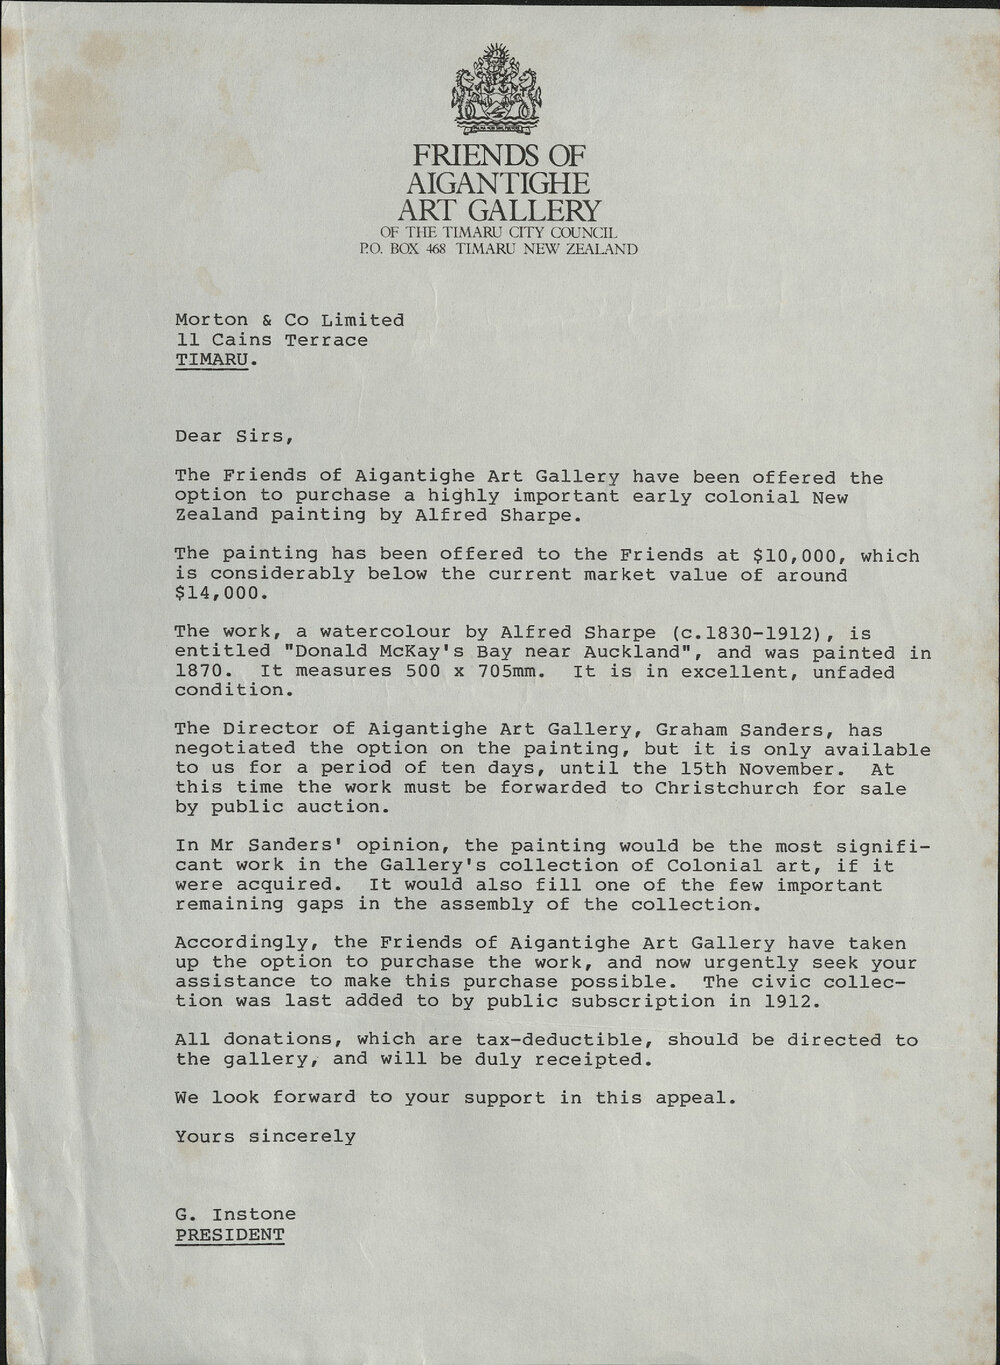 FRIENDS OF
AIGANTIGHE
ART GALLERY
OF THE TIMARU CITY COUNCIL
P.O. BOX 468 TIMARU NEW ZEALAND
Morton & Co Limited
11 Cains Terrace
TIMARU.
Dear Sirs,
The Friends of Aigantighe Art Gallery have been offered the
option to purchase a highly important early colonial New
Zealand painting by Alfred Sharpe.
The painting has been offered to the Friends at $10,000, which
is considerably below the current market value of around
$14,000.
The work, a watercolour by Alfred Sharpe (c.1830-1912), is
entitled "Donald McKay's Bay near Auckland", and was painted in
1870.  It measures 500 x 705mm.  It is in excellent, unfaded
condition.
The Director of Aigantighe Art Gallery, Graham Sanders, has
negotiated the option on the painting, but it is only available
to us for a period of ten days, until the 15th November.  At
this time the work must be forwarded to Christchurch for sale
by public auction.
In Mr Sanders' opinion, the painting would be the most signifi-
cant work in the Gallery's collection of Colonial art, if it
were acquired.  It would also fill one of the few important
remaining gaps in the assembly of the collection.
Accordingly, the Friends of Aigantighe Art Gallery have taken
up the option to purchase the work, and now urgently seek your
assistance to make this purchase possible.  The civic collec-
tion was last added to by public subscription in 1912.
All donations, which are tax-deductible, should be directed to
the gallery, and will be duly receipted.
We look forward to your support in this appeal.
Yours sincerely
G. Instone
PRESIDENT